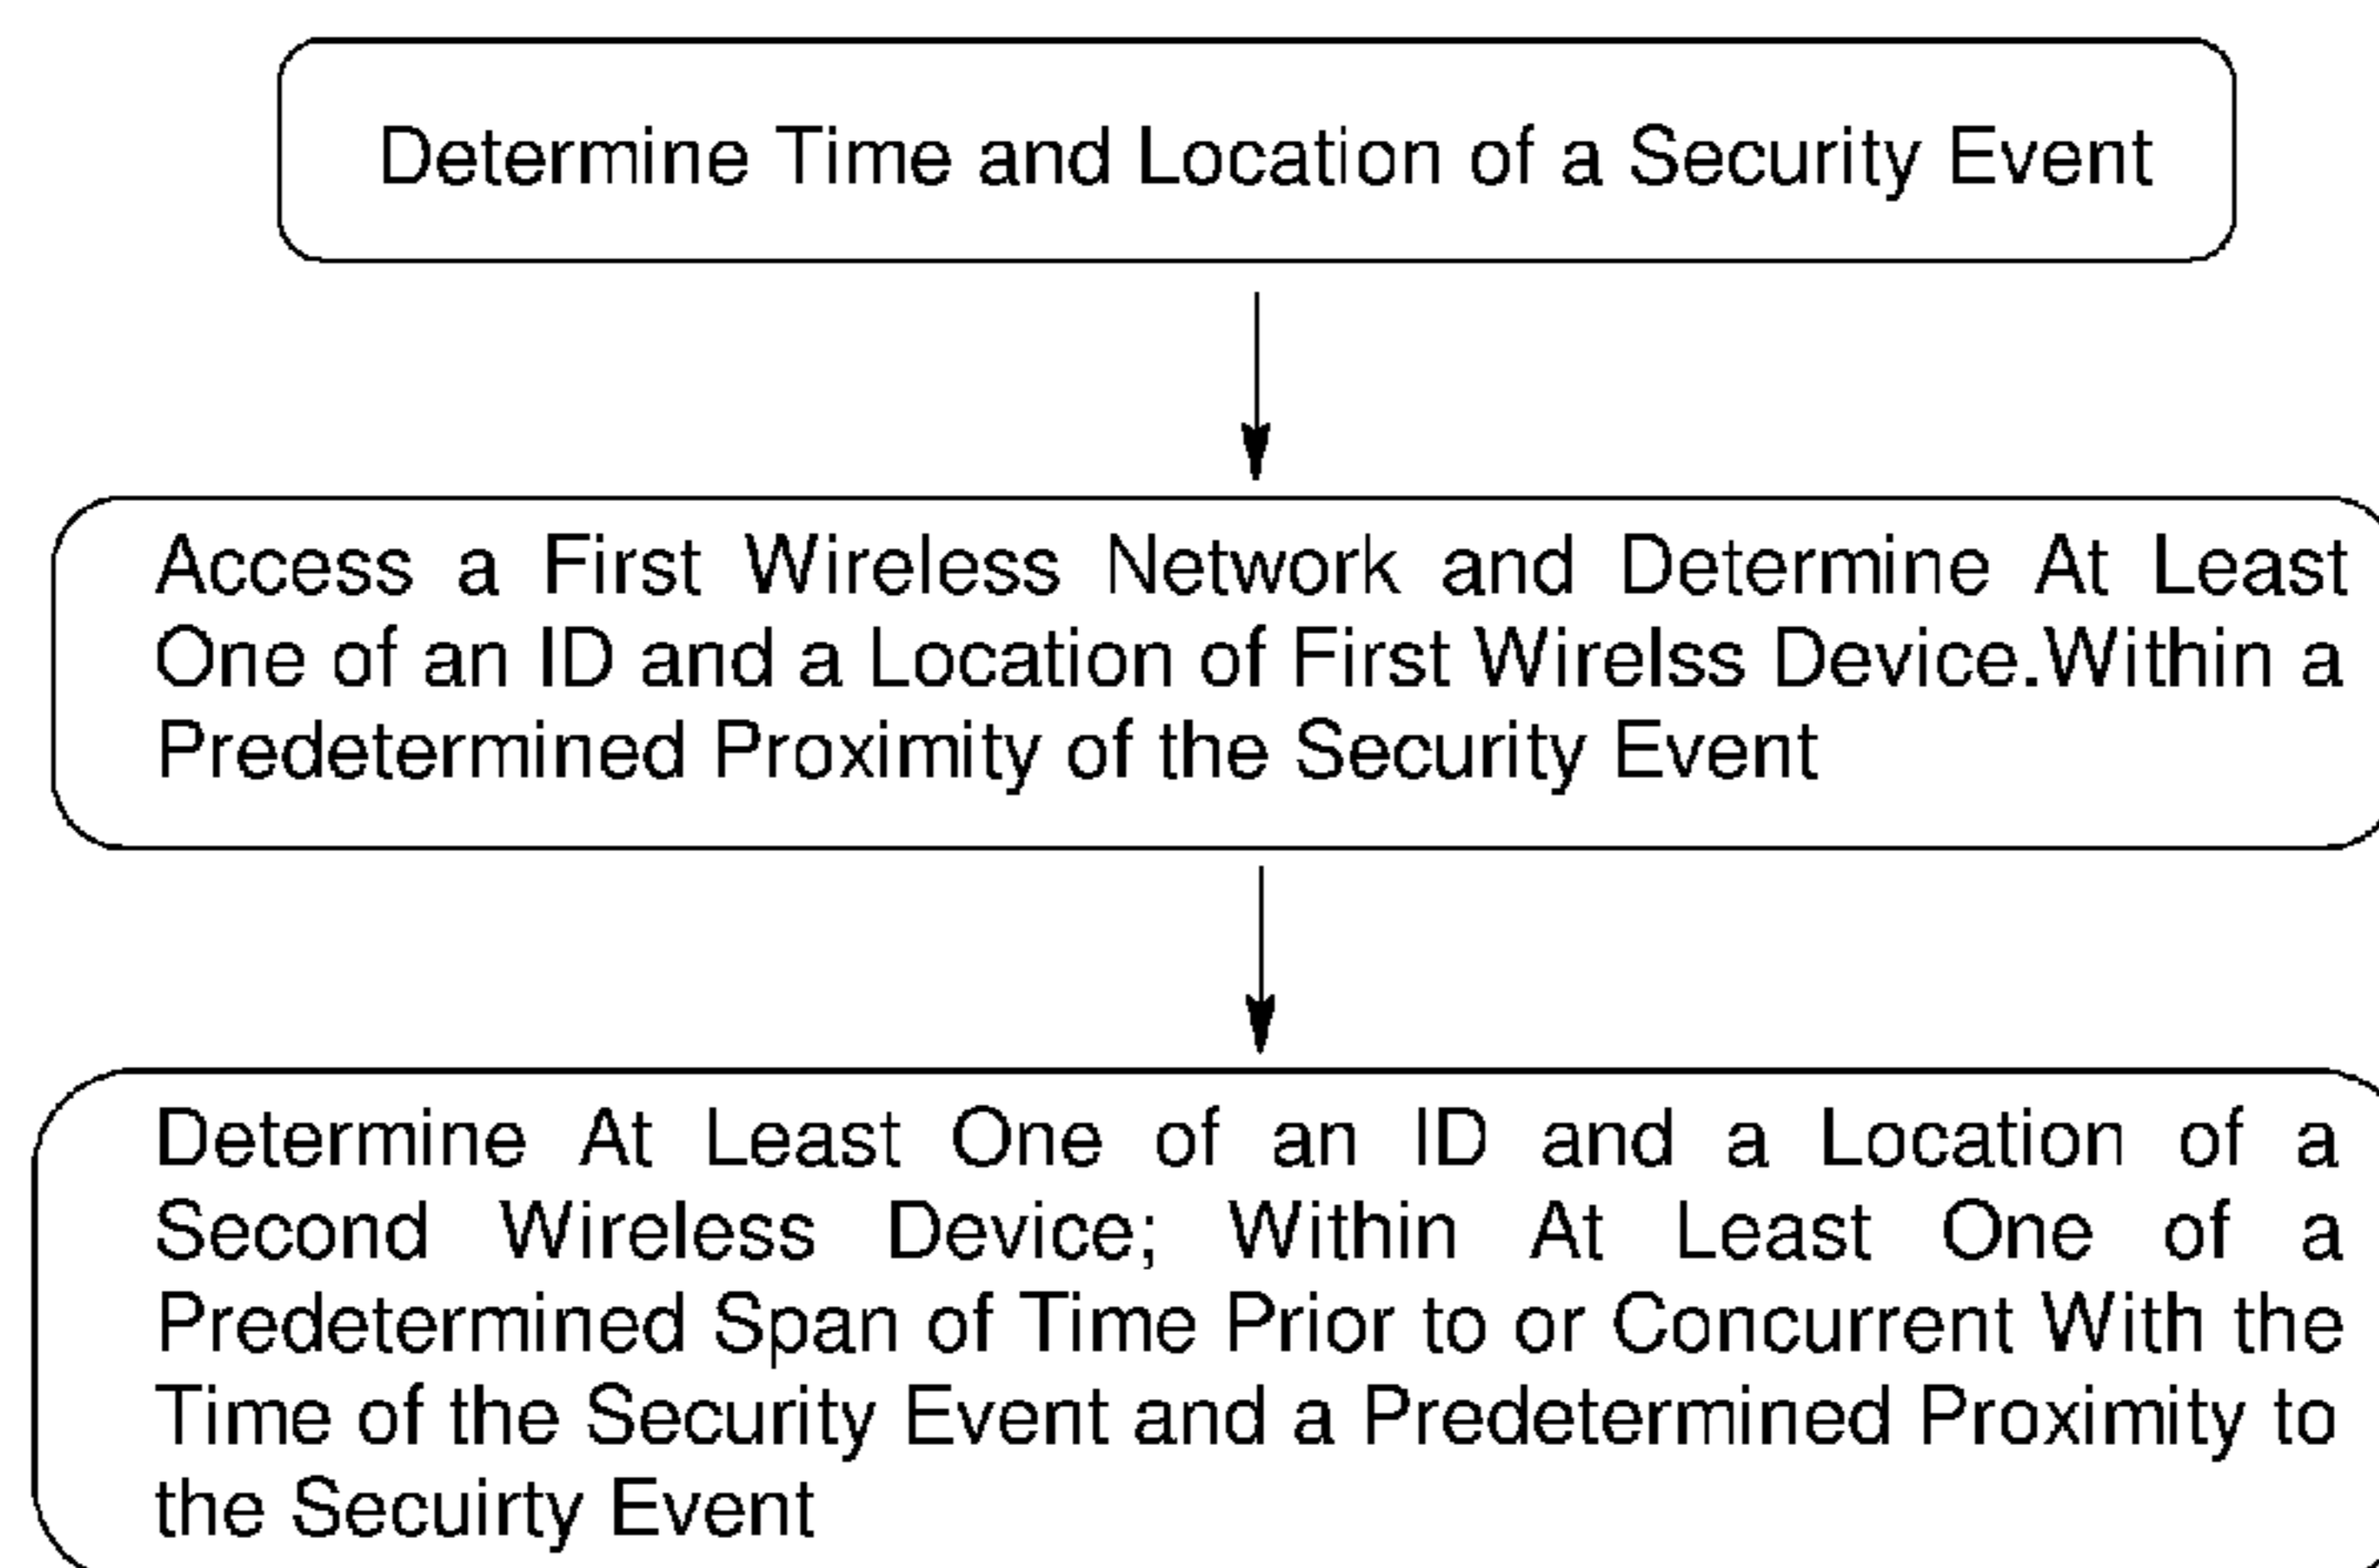 Determine Time and Location of a Security Event
Access a First Wireless Network and Determine At Least
One of an ID and a Location of First Wirelss Device.Within a
Predetermined Proximity of the Security Event
Determine At Least One of an ID and a Location of a
Second Wireless Device; Within At Least One of a
Predetermined Span of Time Prior to or Concurrent With the
Time of the Security Event and a Predetermined Proximity to
the Secuirty Event